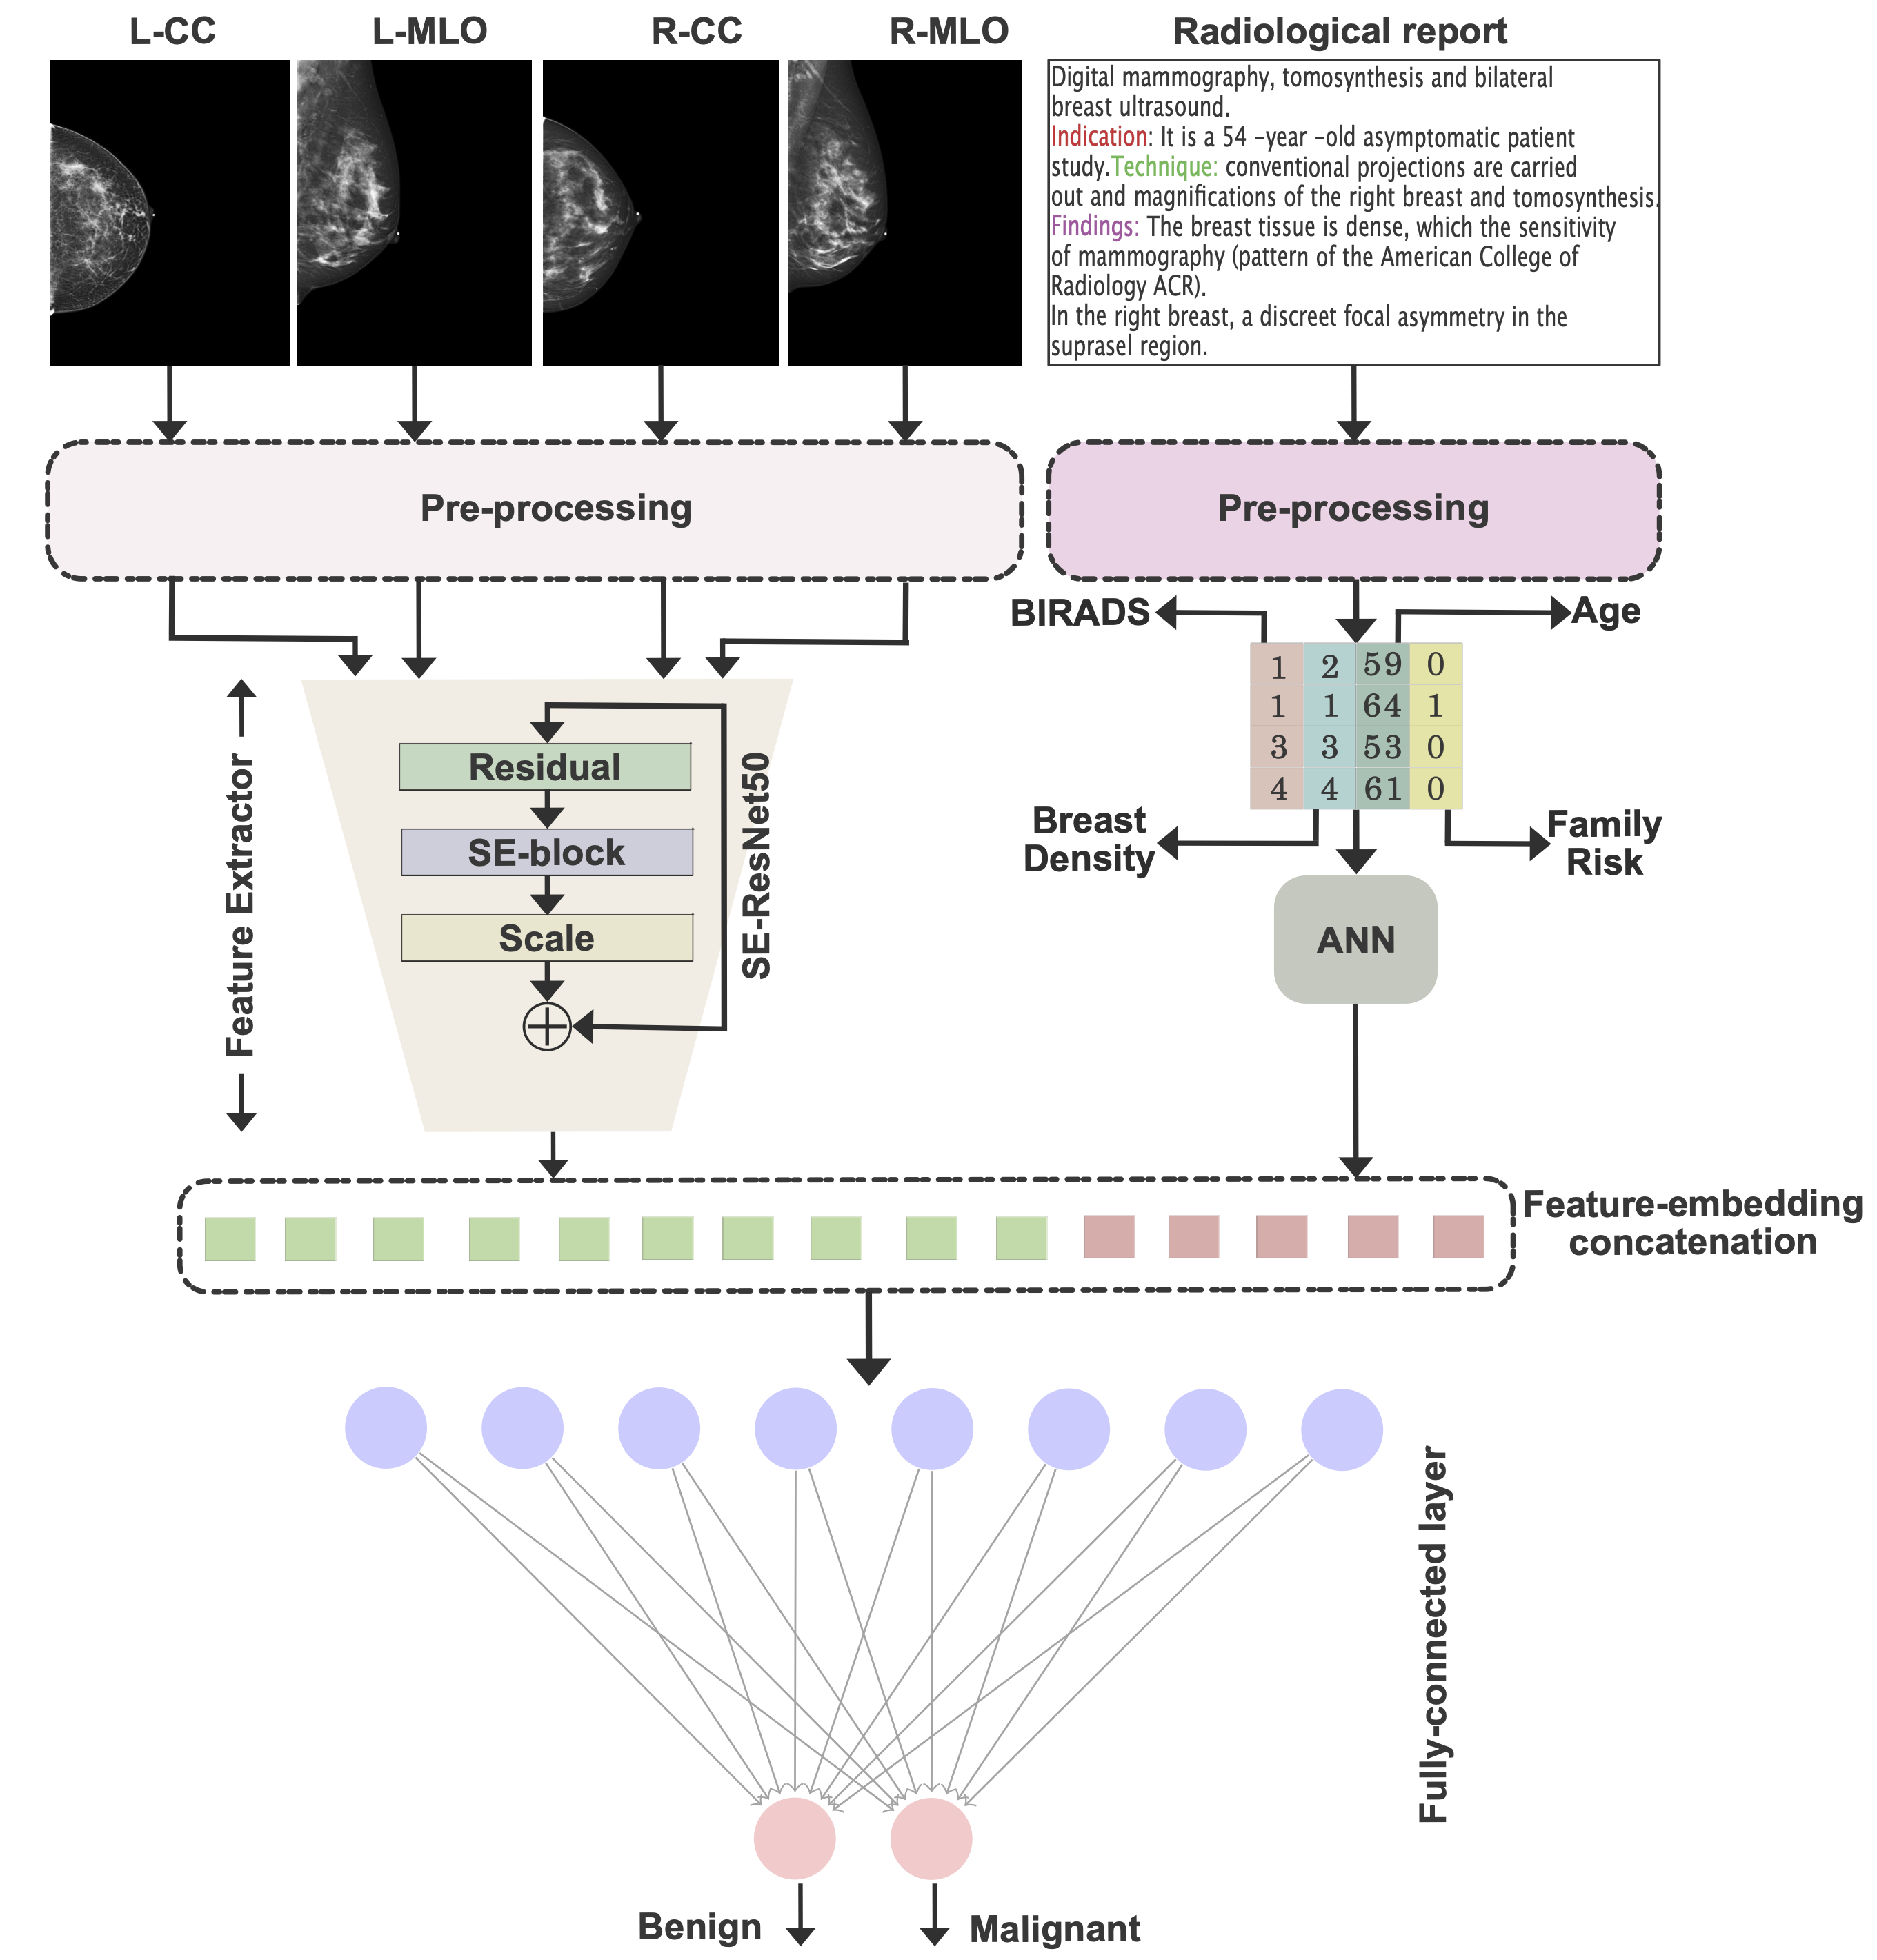 L-CC
L-MLO
R-CC
R-MLO
Radiological report
Digital mammography, tomosynthesis and bilateral
breast ultrasound.
Indication: It is a 54 –year –old asymptomatic patient
study.Technique: conventional projections are carried
out and magnifications of the right breast and tomosynthesis.
Findings: The breast tissue is dense, which the sensitivity
of mammography (pattern of the American College of
Radiology ACR).
In the right breast, a discreet focal asymmetry in the
suprasel region.
Pre-processing
Pre-processing
BIRADS
Age
1 2 59 0
1 1 64 1
3 3 53 0
4 4 61 0
Breast
Density
Family
Risk
Feature Extractor
Residual
SE-block
Scale
SE-ResNet50
ANN
Feature-embedding
concatenation
Fully-connected layer
Benign
Malignant